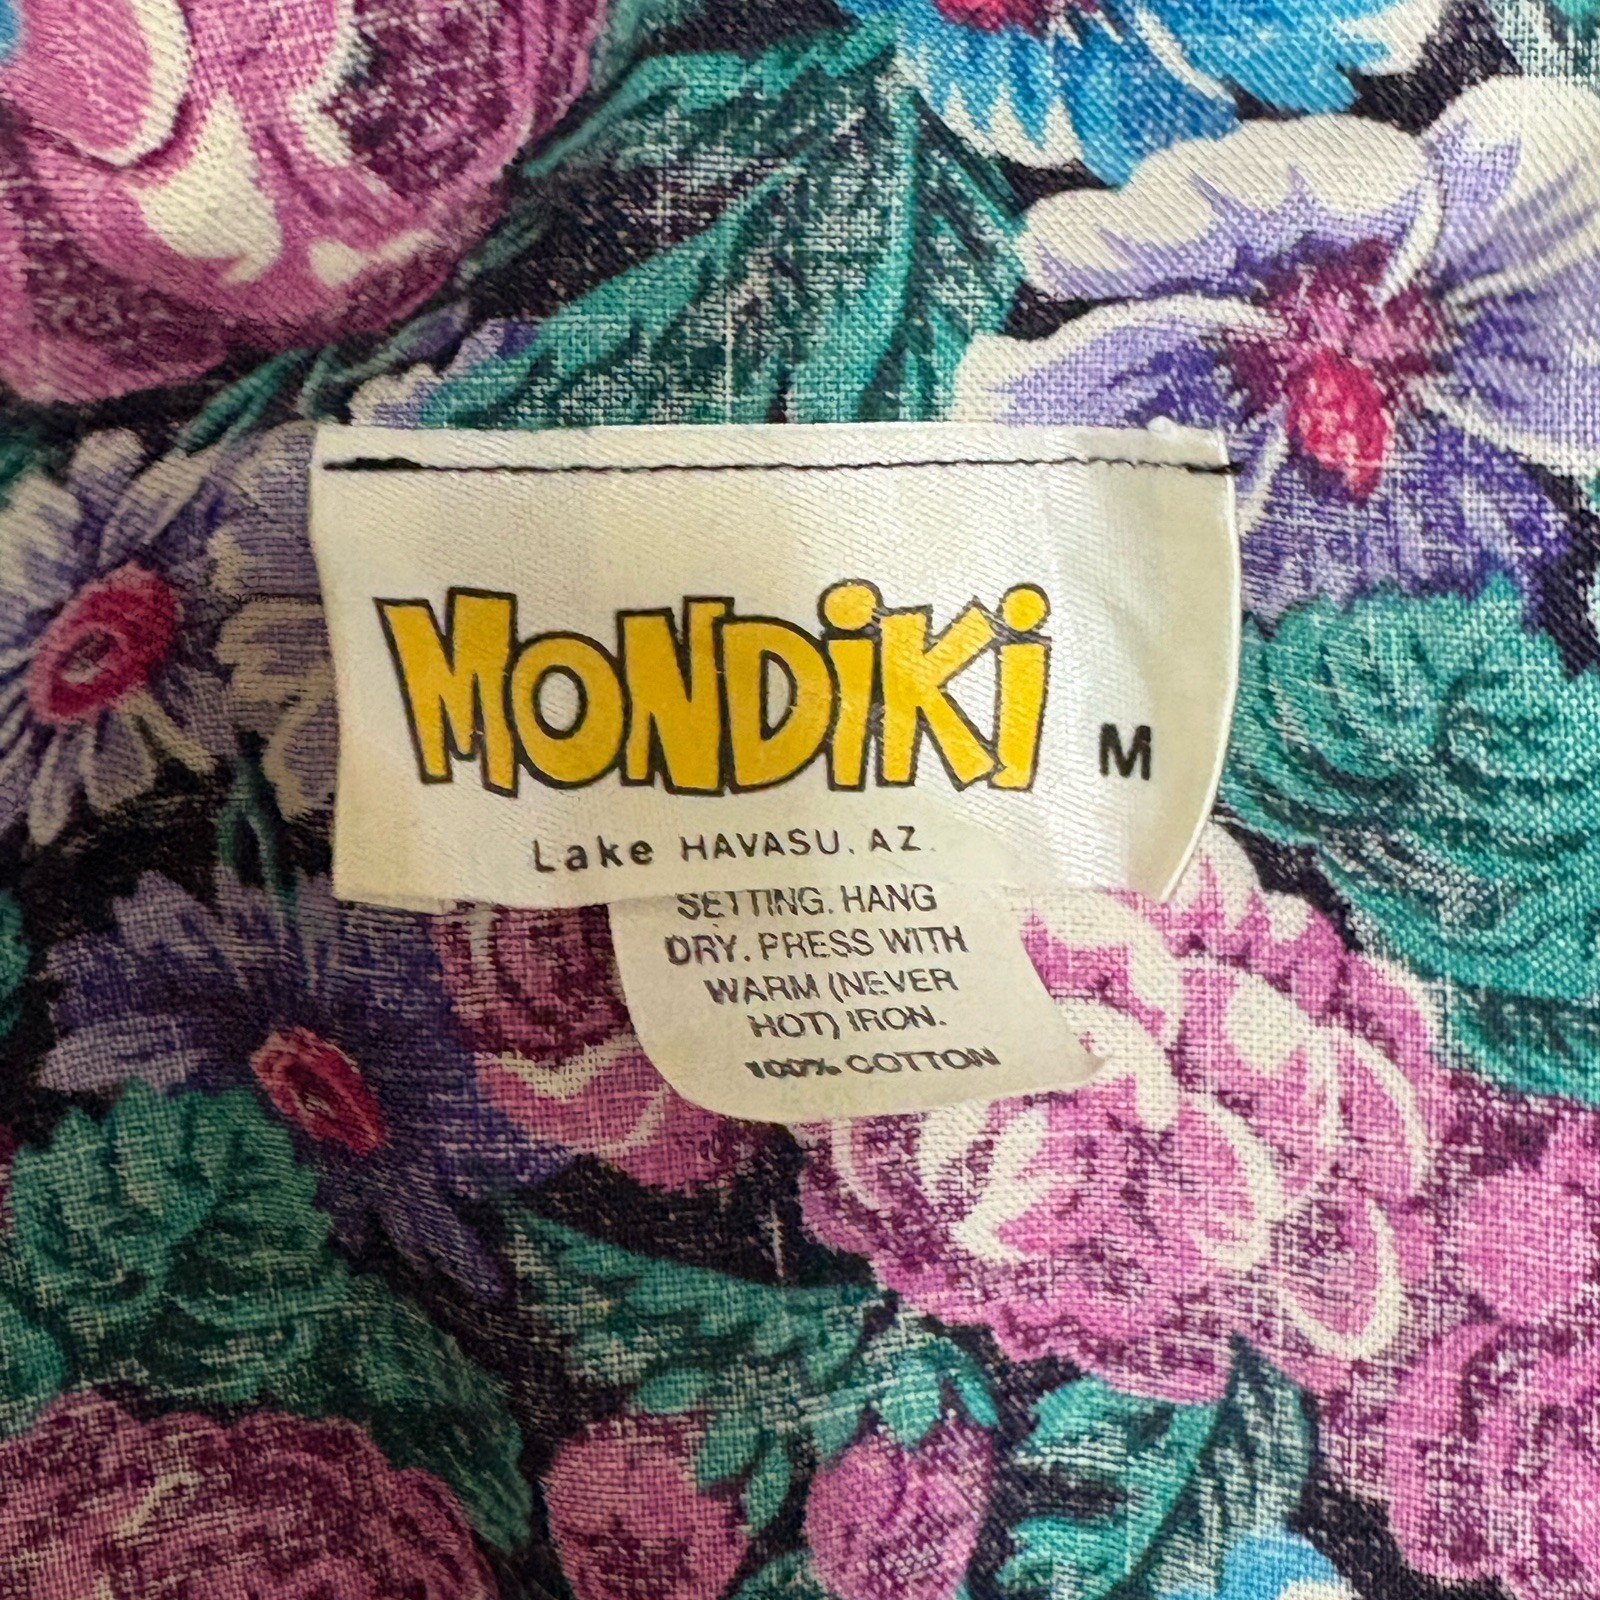 MONDiKi
M
Lake HAVASU, AZ.
SETTING. HANG
DRY. PRESS WITH
WARM (NEVER
HOT) IRON.
100% COTTON